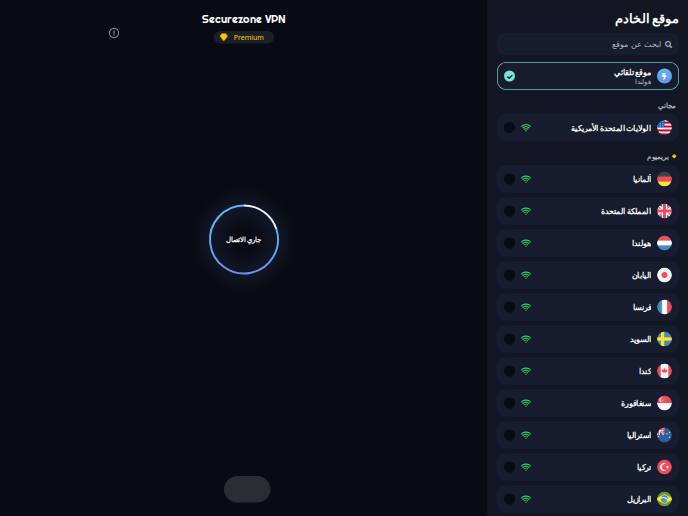 موقع الخادم
ابحث عن موقع
موقع تلقائي
هولندا
مجاني
الولايات المتحدة الأمريكية
بريميوم
ألمانيا
المملكة المتحدة
هولندا
اليابان
فرنسا
السويد
كندا
سنغافورة
استراليا
تركيا
البرازيل
Securezone VPN
Premium
جاري الاتصال